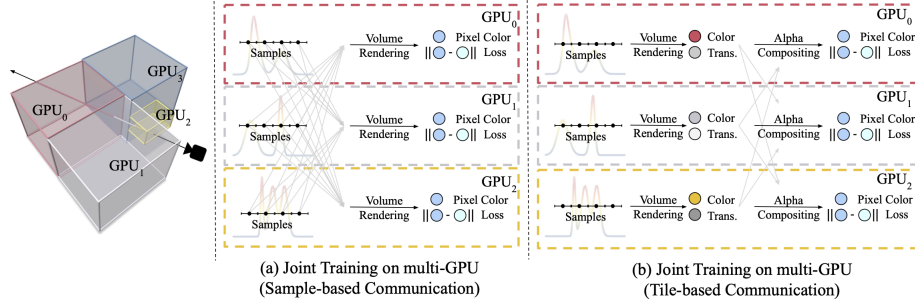 GPU0
GPU3
GPU2
GPU1
GPU0
Samples
Volume
Rendering
Pixel Color
|| - || Loss
GPU1
Samples
Volume
Rendering
Pixel Color
|| - || Loss
GPU2
Samples
Volume
Rendering
Pixel Color
|| - || Loss
(a) Joint Training on multi-GPU
(Sample-based Communication)
GPU0
Samples
Volume
Rendering
Color
Trans.
Alpha
Compositing
Pixel Color
|| - || Loss
GPU1
Samples
Volume
Rendering
Color
Trans.
Alpha
Compositing
Pixel Color
|| - || Loss
GPU2
Samples
Volume
Rendering
Color
Trans.
Alpha
Compositing
Pixel Color
|| - || Loss
(b) Joint Training on multi-GPU
(Tile-based Communication)